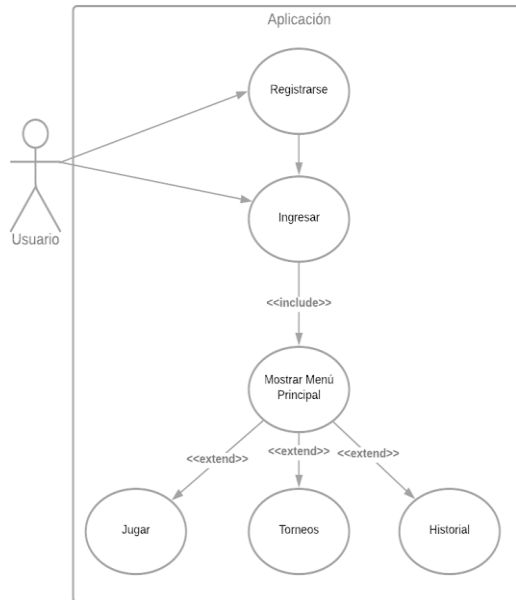 Aplicación
Registrarse
Usuario
Ingresar
<<include>>
Mostrar Menú
Principal
<<extend>>
<<extend>>
<<extend>>
Jugar
Torneos
Historial